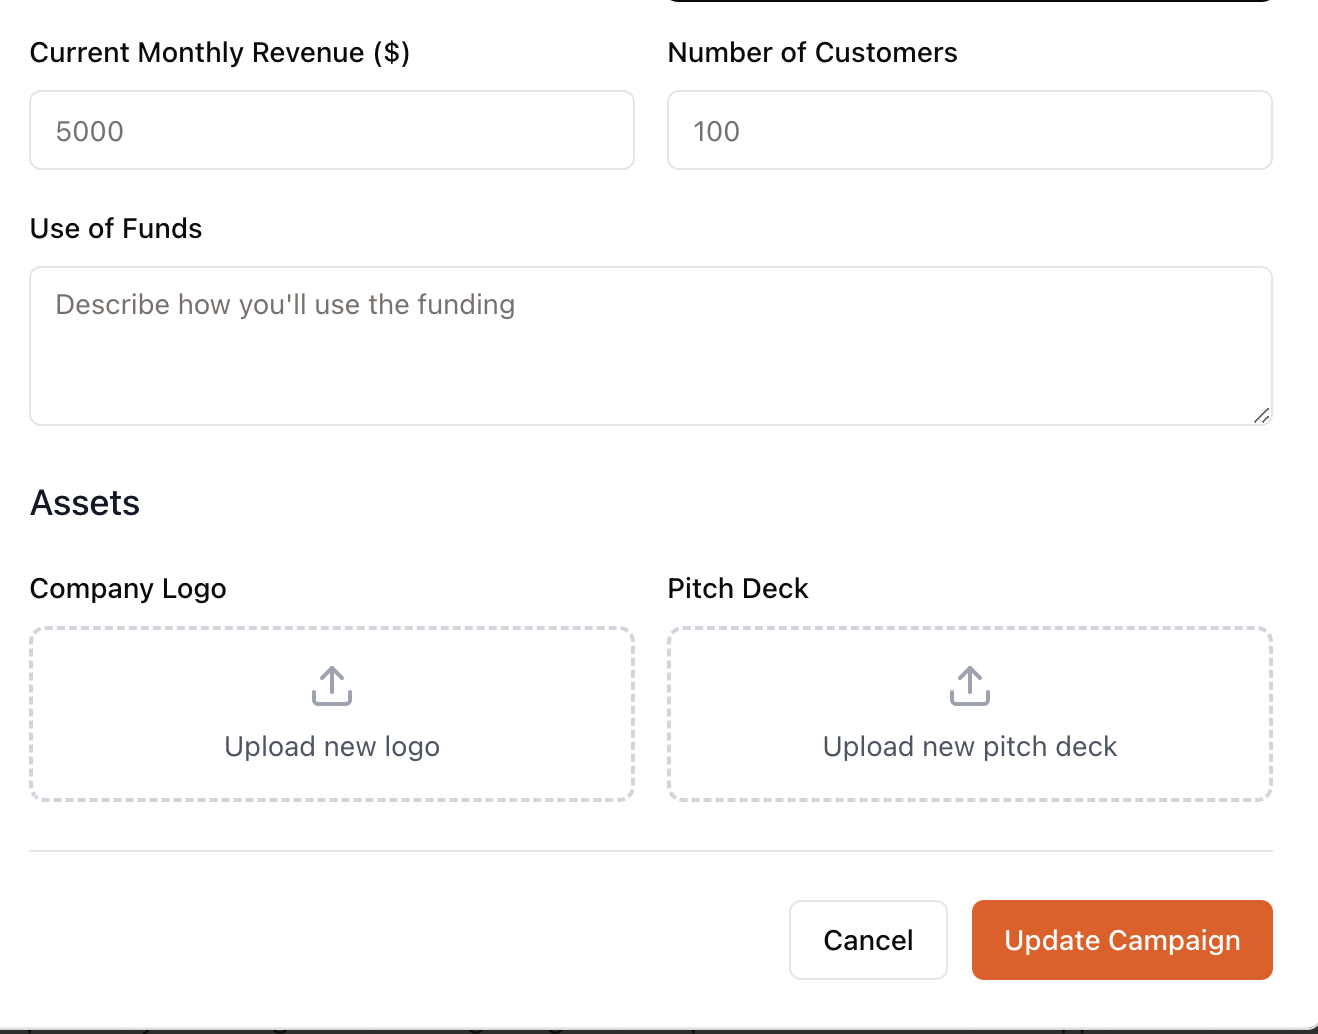 Current Monthly Revenue ($)
Number of Customers
5000
100
Use of Funds
Describe how you'll use the funding
Assets
Company Logo
Pitch Deck
Upload new logo
Upload new pitch deck
Cancel
Update Campaign